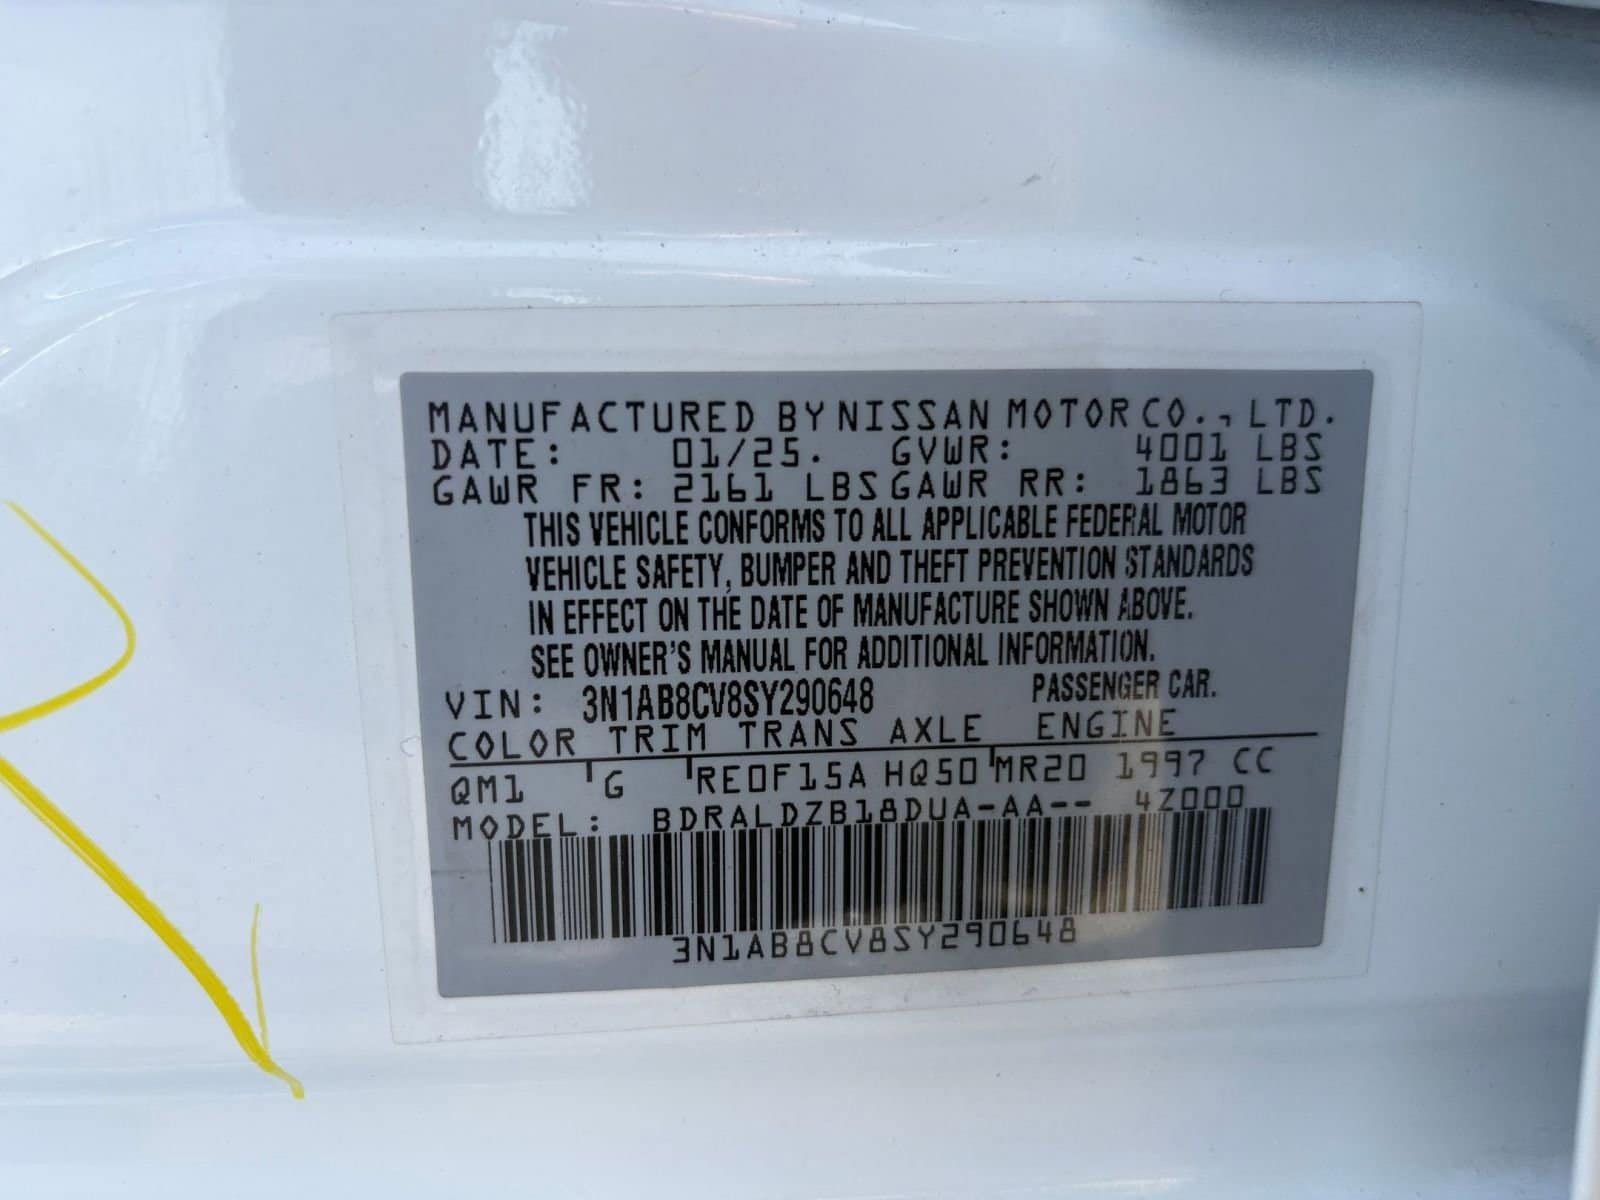 MANUFACTURED BY NISSAN MOTOR CO., LTD.
DATE: 01/25. GVWR: 4001 LBS
GAWR FR: 2161 LBS GAWR RR: 1863 LBS
THIS VEHICLE CONFORMS TO ALL APPLICABLE FEDERAL MOTOR
VEHICLE SAFETY, BUMPER AND THEFT PREVENTION STANDARDS
IN EFFECT ON THE DATE OF MANUFACTURE SHOWN ABOVE.
SEE OWNER'S MANUAL FOR ADDITIONAL INFORMATION.
VIN: 3N1AB8CV8SY290648 PASSENGER CAR.
COLOR TRIM TRANS AXLE ENGINE
QM1 G RE0F15A HQ50 MR20 1997 CC
MODEL: BDRALDZB18DUA-AA-- 4Z000
3N1AB8CV8SY290648